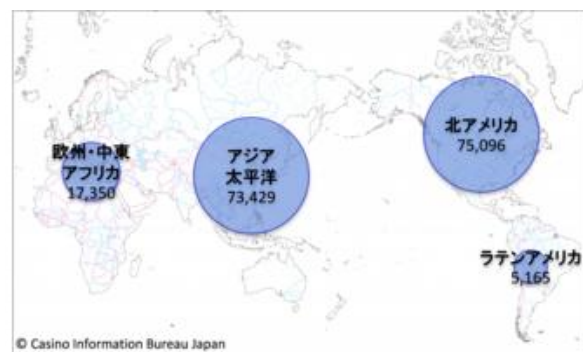 欧州・中東
アフリカ
17,350
アジア
太平洋
73,429
北アメリカ
75,096
ラテンアメリカ
5,165
© Casino Information Bureau Japan